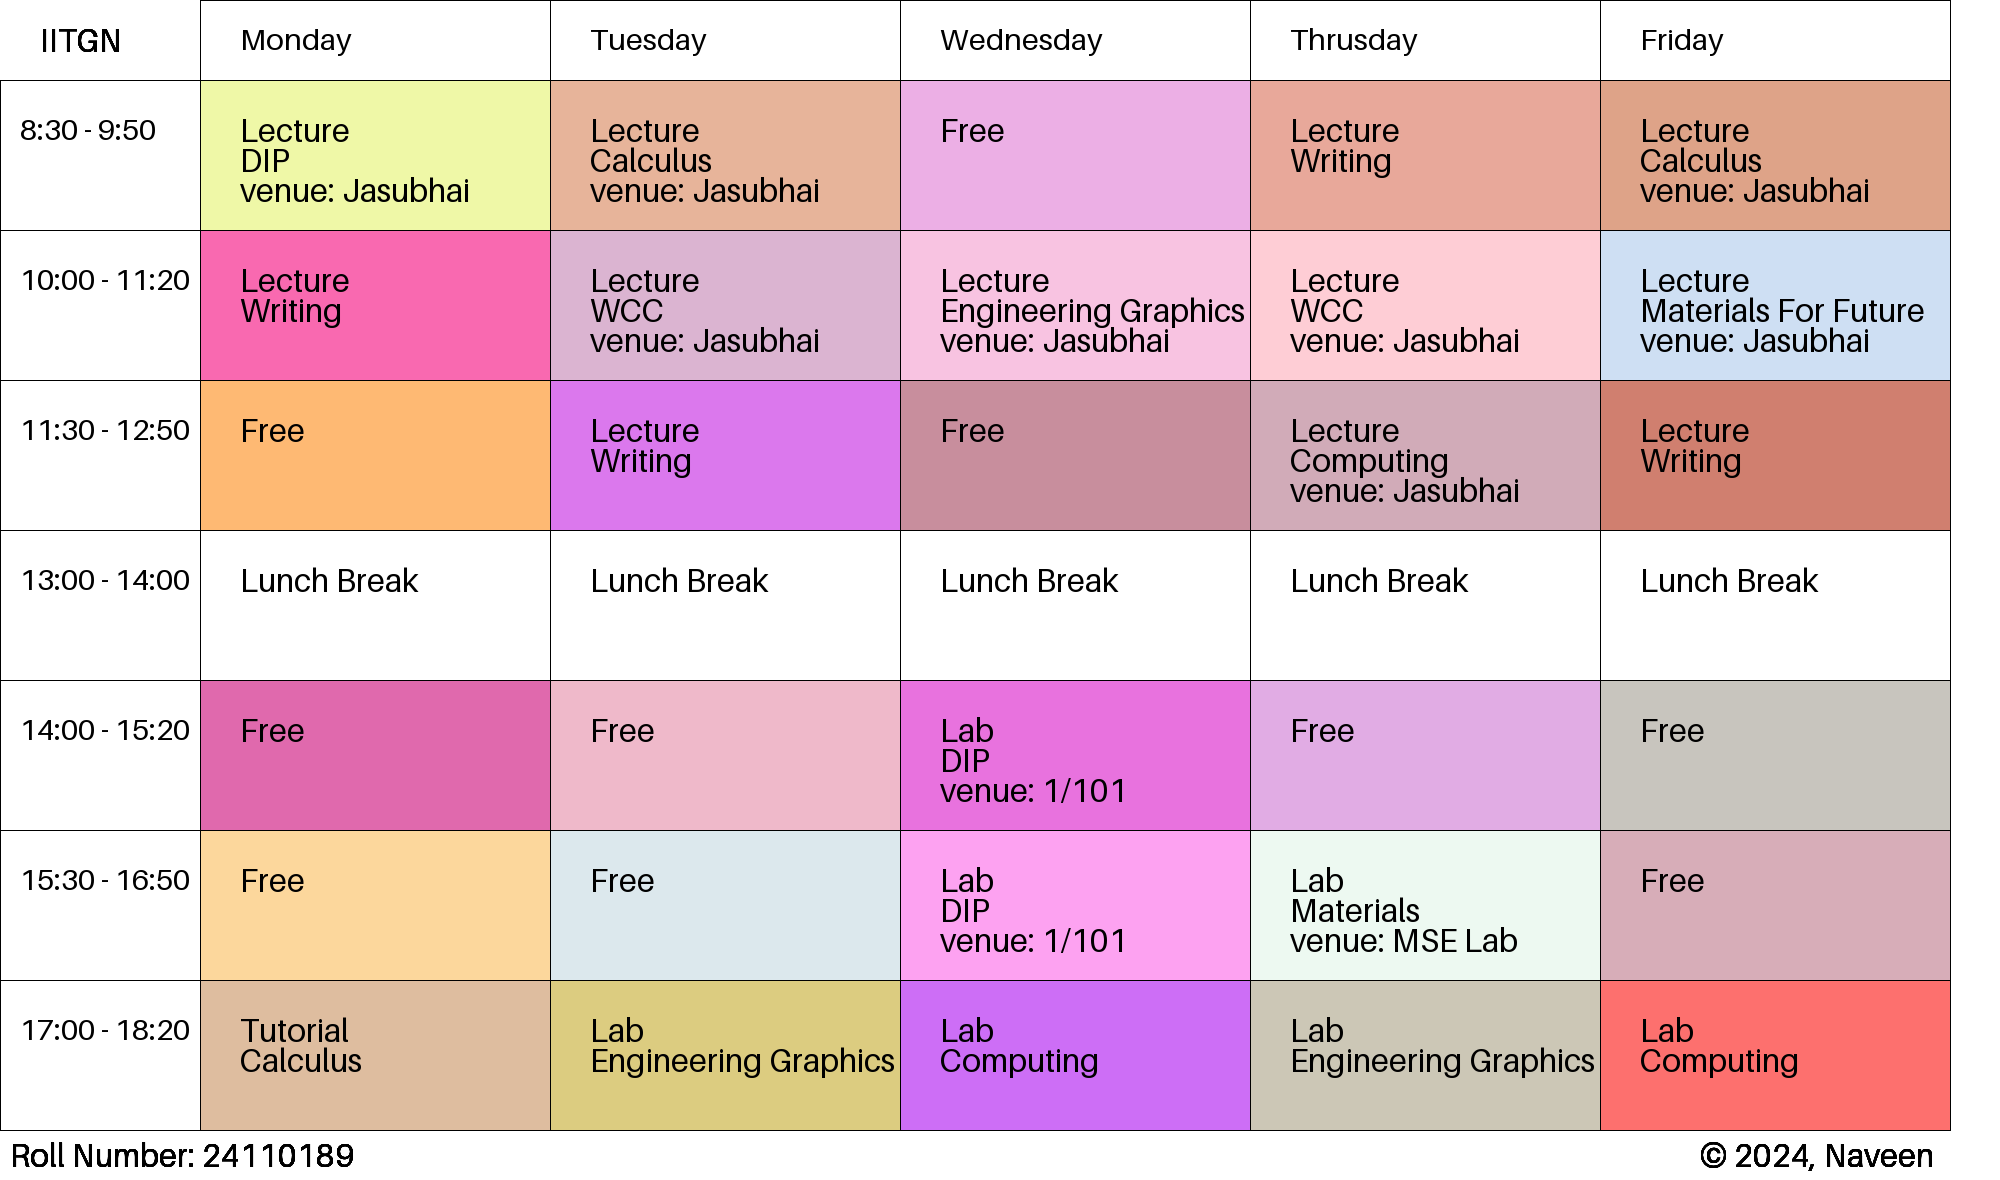 IITGN Monday Tuesday Wednesday Thrusday Friday
8:30 - 9:50
Lecture
DIP
venue: Jasubhai
Lecture
Calculus
venue: Jasubhai
Free
Lecture
Writing
Lecture
Calculus
venue: Jasubhai
10:00 - 11:20
Lecture
Writing
Lecture
WCC
venue: Jasubhai
Lecture
Engineering Graphics
venue: Jasubhai
Lecture
WCC
venue: Jasubhai
Lecture
Materials For Future
venue: Jasubhai
11:30 - 12:50
Free
Lecture
Writing
Free
Lecture
Computing
venue: Jasubhai
Lecture
Writing
13:00 - 14:00
Lunch Break
Lunch Break
Lunch Break
Lunch Break
Lunch Break
14:00 - 15:20
Free
Free
Lab
DIP
venue: 1/101
Free
Free
15:30 - 16:50
Free
Free
Lab
DIP
venue: 1/101
Lab
Materials
venue: MSE Lab
Free
17:00 - 18:20
Tutorial
Calculus
Lab
Engineering Graphics
Lab
Computing
Lab
Engineering Graphics
Lab
Computing
Roll Number: 24110189
© 2024, Naveen